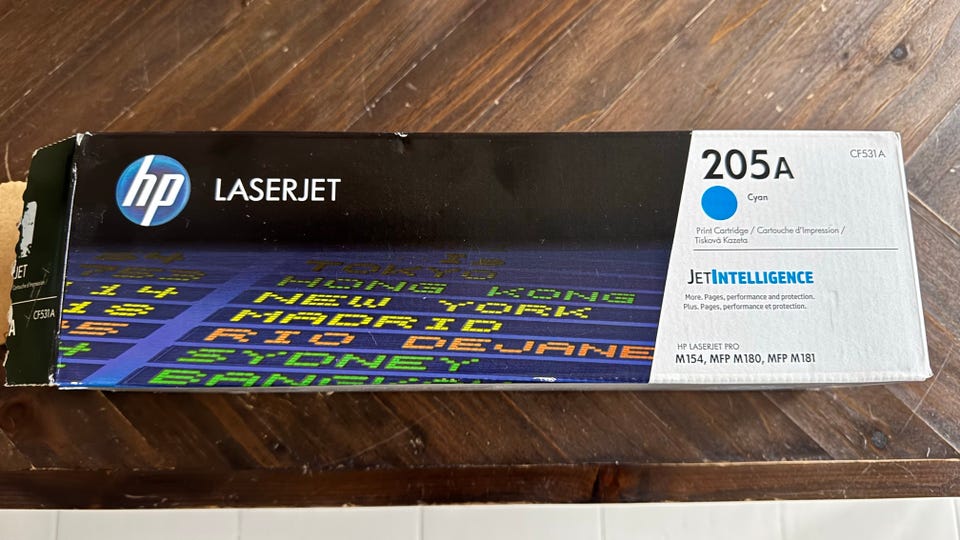 hp
LASERJET
205A
CF531A
Cyan
Print Cartridge / Cartouche d'Impression /
Tisková Kazeta
JETINTELLIGENCE
More. Pages, performance and protection.
Plus. Pages, performance et protection.
HP LASERJET PRO
M154, MFP M180, MFP M181
TOKYO
HONG KONG
14 NEW YORK
MADRID
RIO DEJANE
SYDNEY
JET
CF531A